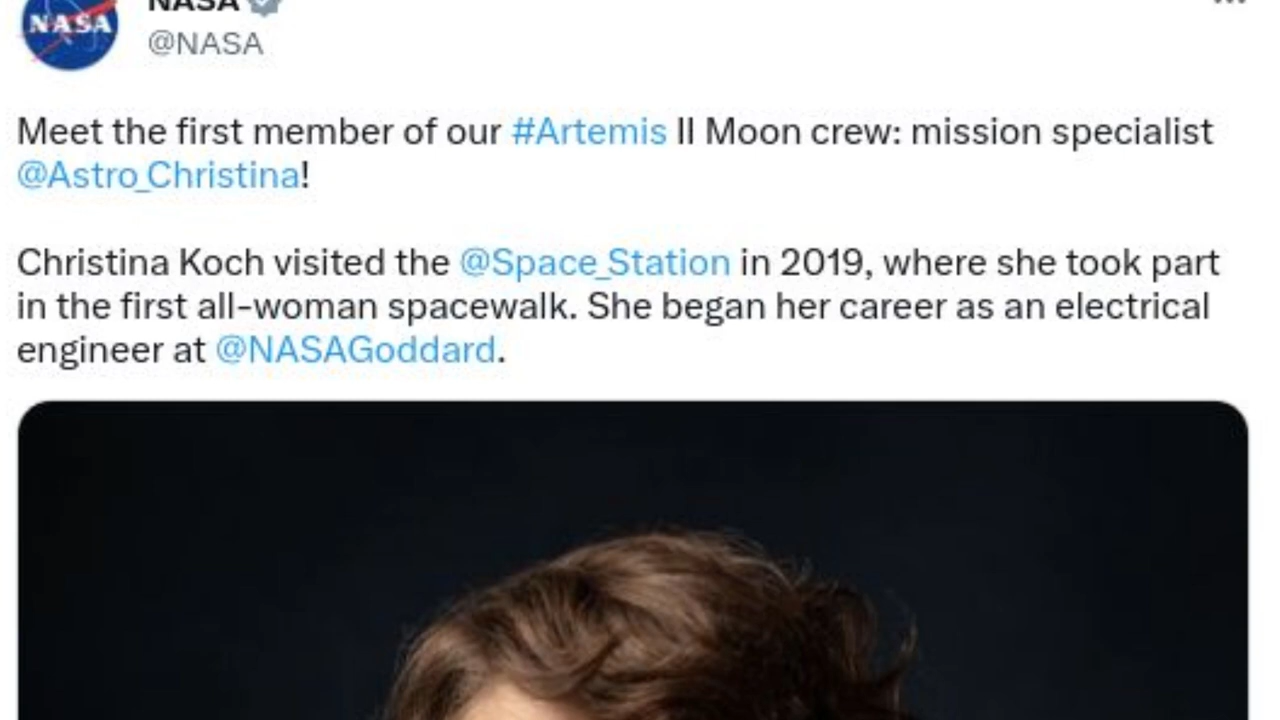 NASA
NASA
@NASA
Meet the first member of our #Artemis II Moon crew: mission specialist
@Astro_Christina!
Christina Koch visited the @Space_Station in 2019, where she took part
in the first all-woman spacewalk. She began her career as an electrical
engineer at @NASAGoddard.